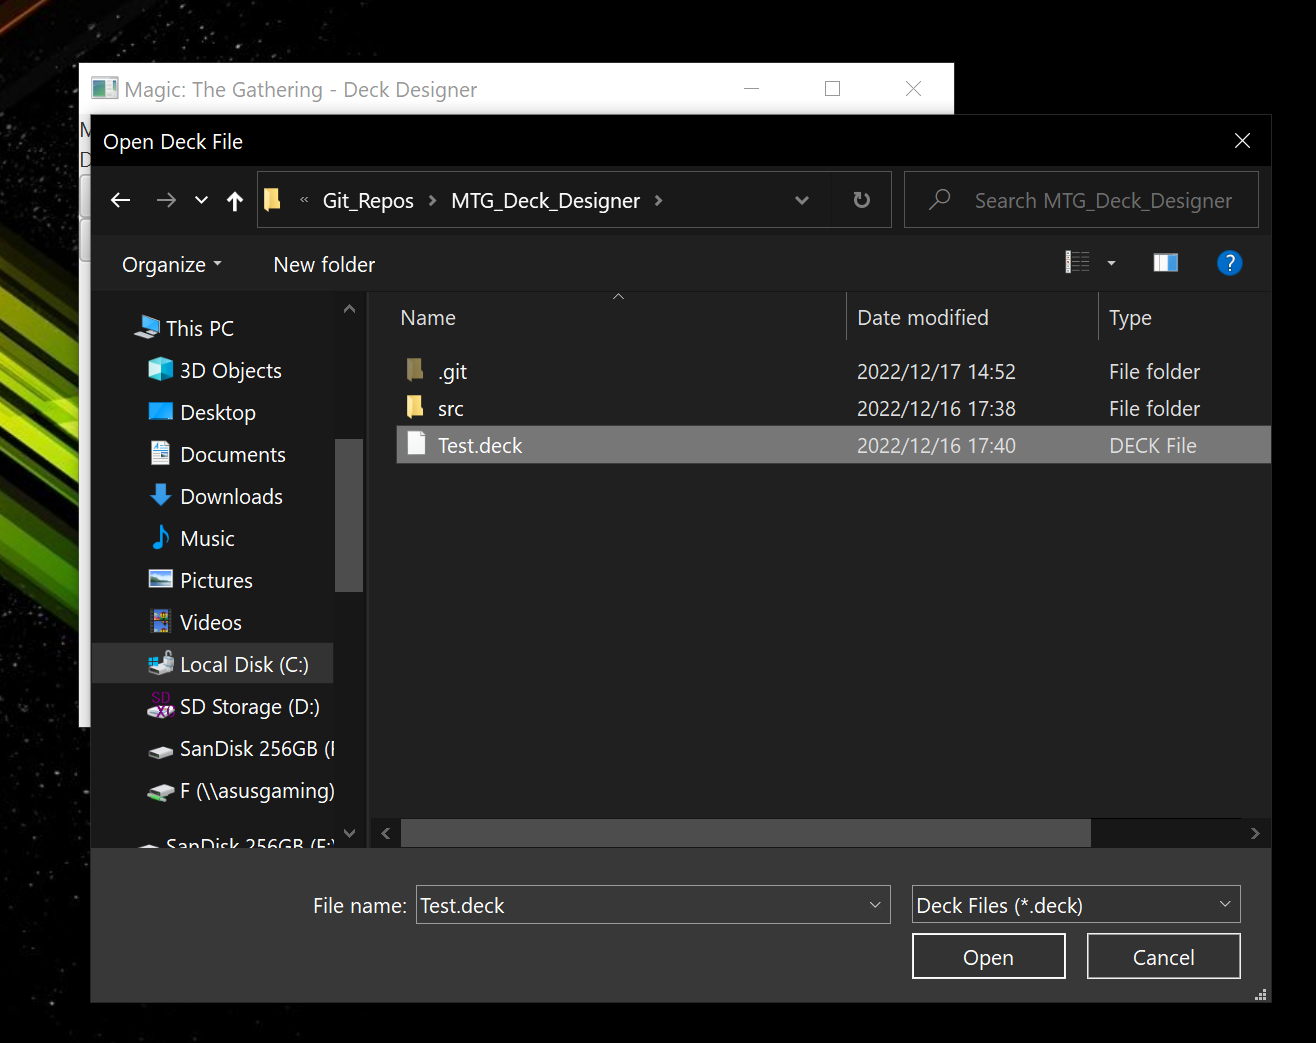 Magic: The Gathering - Deck Designer
Open Deck File
« Git_Repos > MTG_Deck_Designer >
Search MTG_Deck_Designer
Organize
New folder
?
This PC
3D Objects
Desktop
Documents
Downloads
Music
Pictures
Videos
Local Disk (C:)
SD Storage (D:)
SanDisk 256GB (
F (\\asusgaming)
SanDisk 256GB (F:)
Name Date modified Type
.git 2022/12/17 14:52 File folder
src 2022/12/16 17:38 File folder
Test.deck 2022/12/16 17:40 DECK File
File name: Test.deck
Deck Files (*.deck)
Open
Cancel